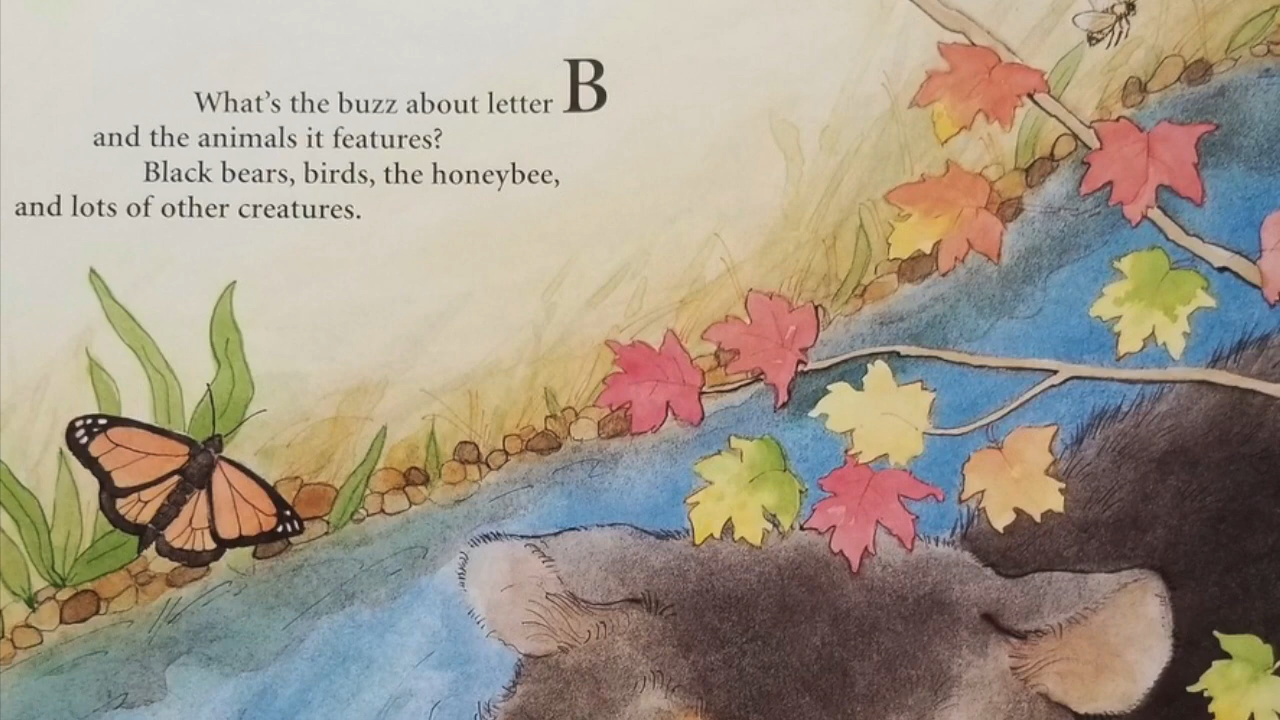 What's the buzz about letter B
and the animals it features?
Black bears, birds, the honeybee,
and lots of other creatures.